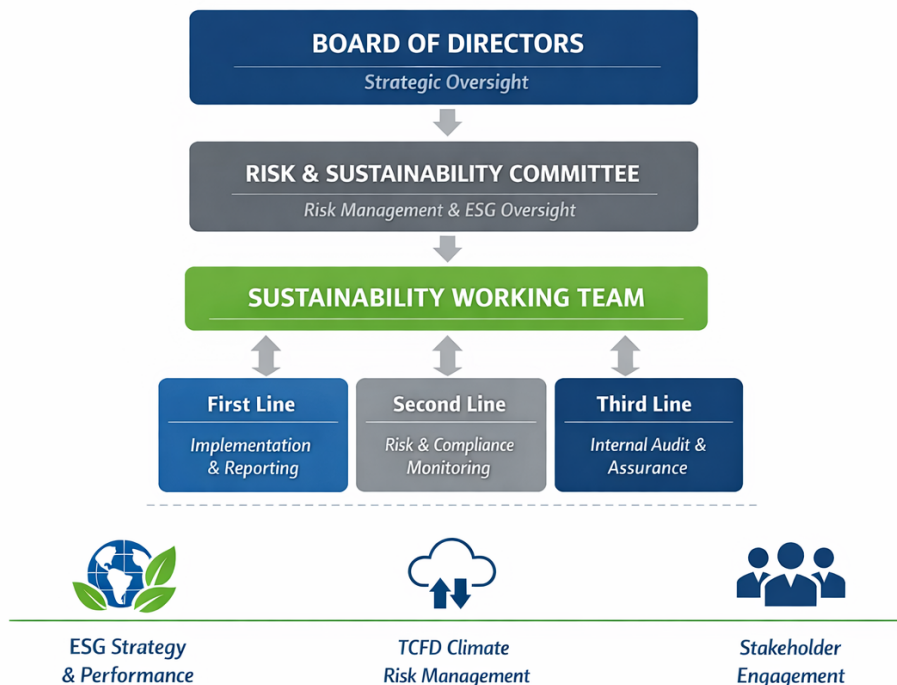 BOARD OF DIRECTORS
Strategic Oversight
RISK & SUSTAINABILITY COMMITTEE
Risk Management & ESG Oversight
SUSTAINABILITY WORKING TEAM
First Line
Implementation
& Reporting
Second Line
Risk & Compliance
Monitoring
Third Line
Internal Audit &
Assurance
ESG Strategy
& Performance
TCFD Climate
Risk Management
Stakeholder
Engagement